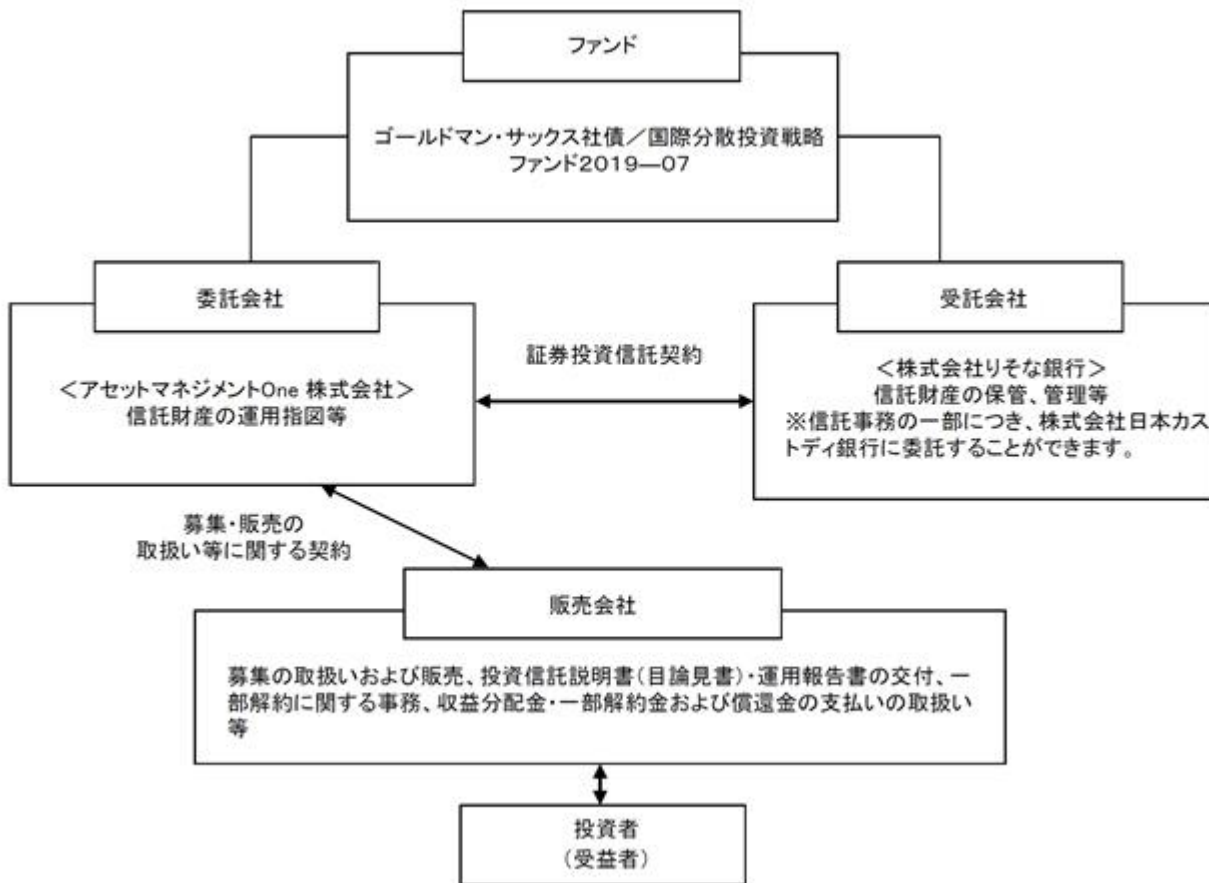 ファンド
ゴールドマン・サックス社債／国際分散投資戦略
ファンド2019―07
委託会社
＜アセットマネジメントOne 株式会社＞
信託財産の運用指図等
証券投資信託契約
受託会社
＜株式会社りそな銀行＞
信託財産の保管、管理等
※信託事務の一部につき、株式会社日本カス
トディ銀行に委託することができます。
募集・販売の
取扱い等に関する契約
販売会社
募集の取扱いおよび販売、投資信託説明書（目論見書）・運用報告書の交付、一
部解約に関する事務、収益分配金・一部解約金および償還金の支払いの取扱い
等
投資者
（受益者）